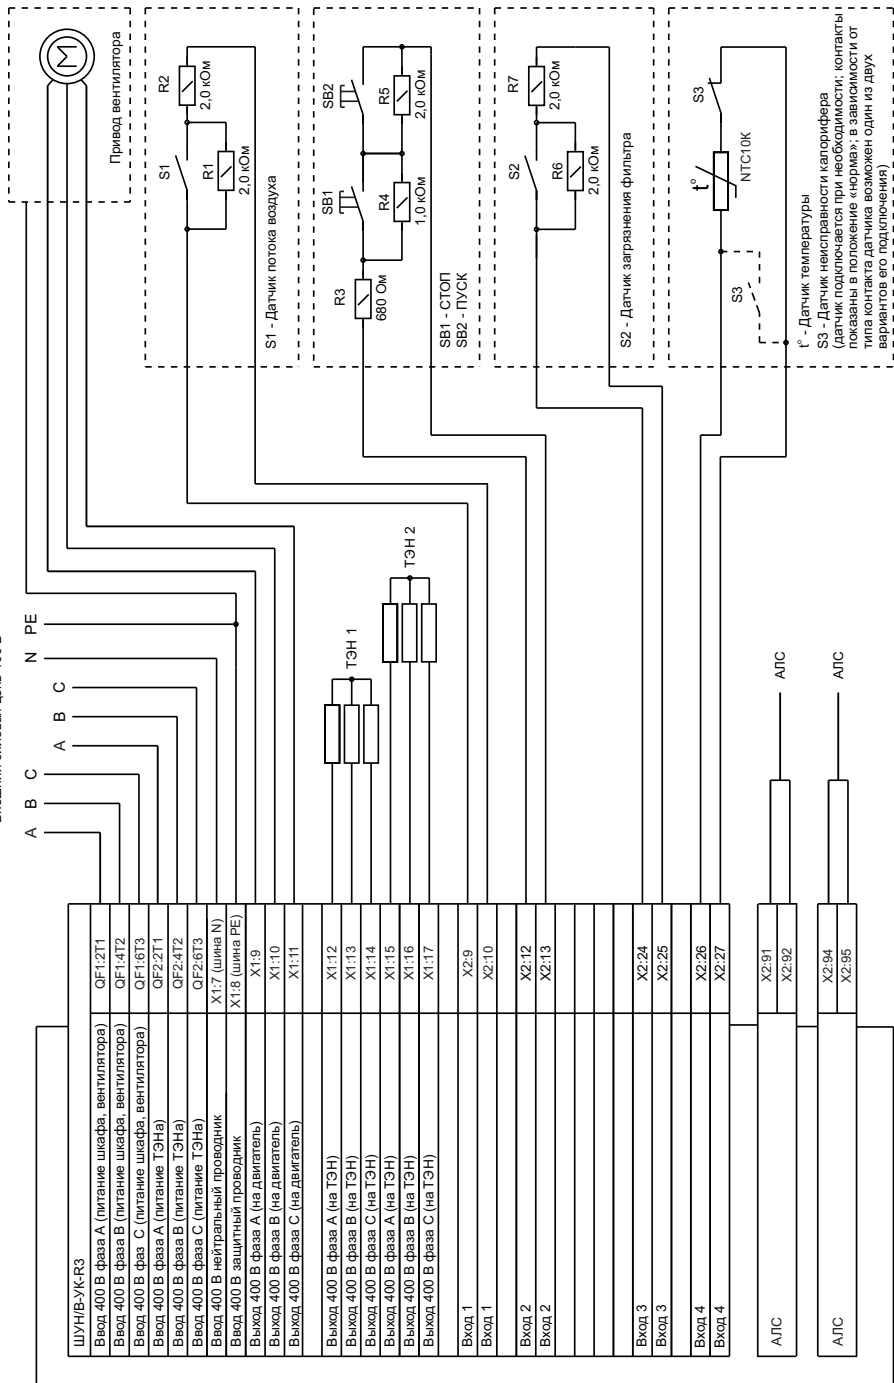 Привод вентилятора
M
S1
R1
2,0 кОм
R2
2,0 кОм
S1 - Датчик потока воздуха
R3
680 Ом
SB1
R4
1,0 кОм
SB2
R5
2,0 кОм
SB1 - СТОП
SB2 - ПУСК
S2
R6
2,0 кОм
R7
2,0 кОм
S2 - Датчик загрязнения фильтра
S3
t°
NTC10K
S3
t° - Датчик температуры
S3 - Датчик неисправности калорифера
(датчик подключается при необходимости; контакты
показаны в положение «норма»; в зависимости от
типа контакта датчика возможен один из двух
вариантов его подключения)
A B C A B C N PE
ТЭН 1
ТЭН 2
АЛС
АЛС
ШУН/В-УК-R3
Ввод 400 В фаза А (питание шкафа, вентилятора) QF1:2T1
Ввод 400 В фаза В (питание шкафа, вентилятора) QF1:4T2
Ввод 400 В фаз С (питание шкафа, вентилятора) QF1:6T3
Ввод 400 В фаза А (питание ТЭНа) QF2:2T1
Ввод 400 В фаза В (питание ТЭНа) QF2:4T2
Ввод 400 В фаза С (питание ТЭНа) QF2:6T3
Ввод 400 В нейтральный проводник X1:7 (шина N)
Ввод 400 В защитный проводник X1:8 (шина PE)
Выход 400 В фаза А (на двигатель) X1:9
Выход 400 В фаза В (на двигатель) X1:10
Выход 400 В фаза С (на двигатель) X1:11
Выход 400 В фаза А (на ТЭН) X1:12
Выход 400 В фаза В (на ТЭН) X1:13
Выход 400 В фаза С (на ТЭН) X1:14
Выход 400 В фаза А (на ТЭН) X1:15
Выход 400 В фаза В (на ТЭН) X1:16
Выход 400 В фаза С (на ТЭН) X1:17
Вход 1 X2:9
Вход 1 X2:10
Вход 2 X2:12
Вход 2 X2:13
Вход 3 X2:24
Вход 3 X2:25
Вход 4 X2:26
Вход 4 X2:27
АЛС X2:91
X2:92
АЛС X2:94
X2:95